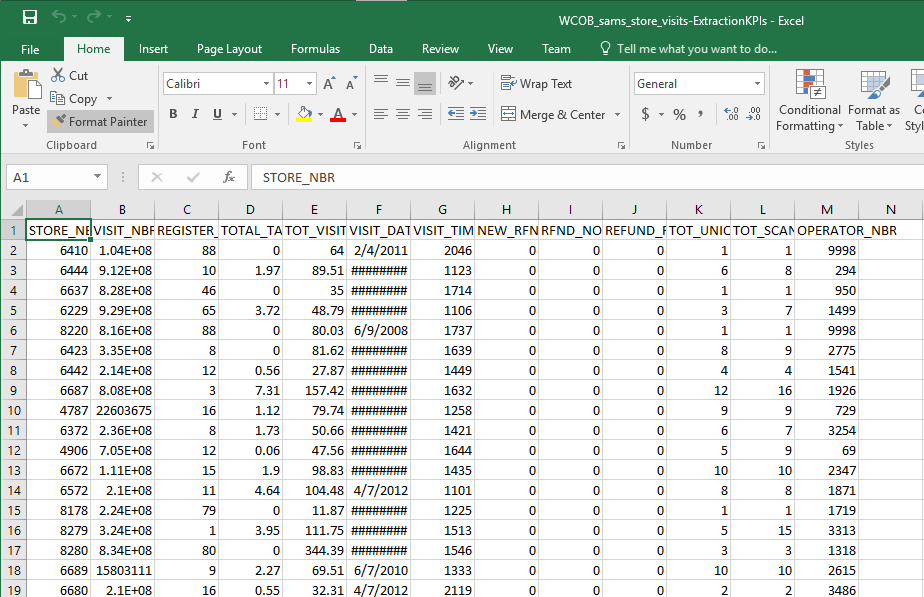 WCOB_sams_store_visits-ExtractionKPIs - Excel
File Home Insert Page Layout Formulas Data Review View Team Tell me what you want to do...
Paste Cut Copy Format Painter
Calibri 11 A A B I U A
Wrap Text Merge & Center
General $ % , .00 .00
Conditional Formatting Format as Table
Clipboard Font Alignment Number Styles
A1 fx STORE_NBR
A B C D E F G H I J K L M N
1 STORE_NE VISIT_NBR REGISTER_ TOTAL_TA TOT_VISIT VISIT_DAT VISIT_TIM NEW_RFN RFND_NO REFUND_F TOT_UNIC TOT_SCAN OPERATOR_NBR
2 6410 1.04E+08 88 0 64 2/4/2011 2046 0 0 0 1 1 9998
3 6444 9.12E+08 10 1.97 89.51 ######## 1123 0 0 0 6 8 294
4 6637 8.28E+08 46 0 35 ######## 1714 0 0 0 1 1 950
5 6229 9.29E+08 65 3.72 48.79 ######## 1106 0 0 0 3 7 1499
6 8220 8.16E+08 88 0 80.03 6/9/2008 1737 0 0 0 1 1 9998
7 6423 3.35E+08 8 0 81.62 ######## 1639 0 0 0 8 9 2775
8 6442 2.14E+08 12 0.56 27.87 ######## 1449 0 0 0 4 4 1541
9 6687 8.08E+08 3 7.31 157.42 ######## 1632 0 0 0 12 16 1926
10 4787 22603675 16 1.12 79.74 ######## 1258 0 0 0 9 9 729
11 6372 2.36E+08 8 1.73 50.66 ######## 1421 0 0 0 6 7 3254
12 4906 7.05E+08 12 0.06 47.56 ######## 1644 0 0 0 5 9 69
13 6672 1.11E+08 15 1.9 98.83 ######## 1435 0 0 0 10 10 2347
14 6572 2.1E+08 11 4.64 104.48 4/7/2012 1101 0 0 0 8 8 1871
15 8178 2.24E+08 79 0 11.87 ######## 1225 0 0 0 1 1 1719
16 8279 3.24E+08 1 3.95 111.75 ######## 1513 0 0 0 5 15 3313
17 8280 8.34E+08 80 0 344.39 ######## 1546 0 0 0 3 3 1318
18 6689 15803111 9 2.27 69.51 6/7/2010 1333 0 0 0 10 10 2615
19 6680 2.1E+08 16 0.55 32.31 4/7/2012 2119 0 0 0 2 2 3486